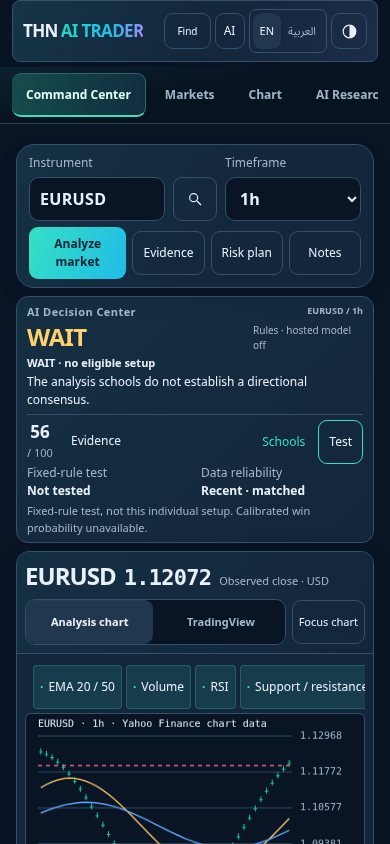 THN AI TRADER
Find
AI
EN
العربية
Command Center
Markets
Chart
AI Researc
Instrument
Timeframe
EURUSD
1h
Analyze
market
Evidence
Risk plan
Notes
AI Decision Center
EURUSD / 1h
WAIT
Rules · hosted model
off
WAIT · no eligible setup
The analysis schools do not establish a directional
consensus.
56
/ 100
Evidence
Schools
Test
Fixed-rule test
Data reliability
Not tested
Recent · matched
Fixed-rule test, not this individual setup. Calibrated win
probability unavailable.
EURUSD 1.12072 Observed close · USD
Analysis chart
TradingView
Focus chart
· EMA 20 / 50
· Volume
· RSI
· Support / resistance
EURUSD · 1h · Yahoo Finance chart data
1.12968
1.11772
1.10577
1.09381